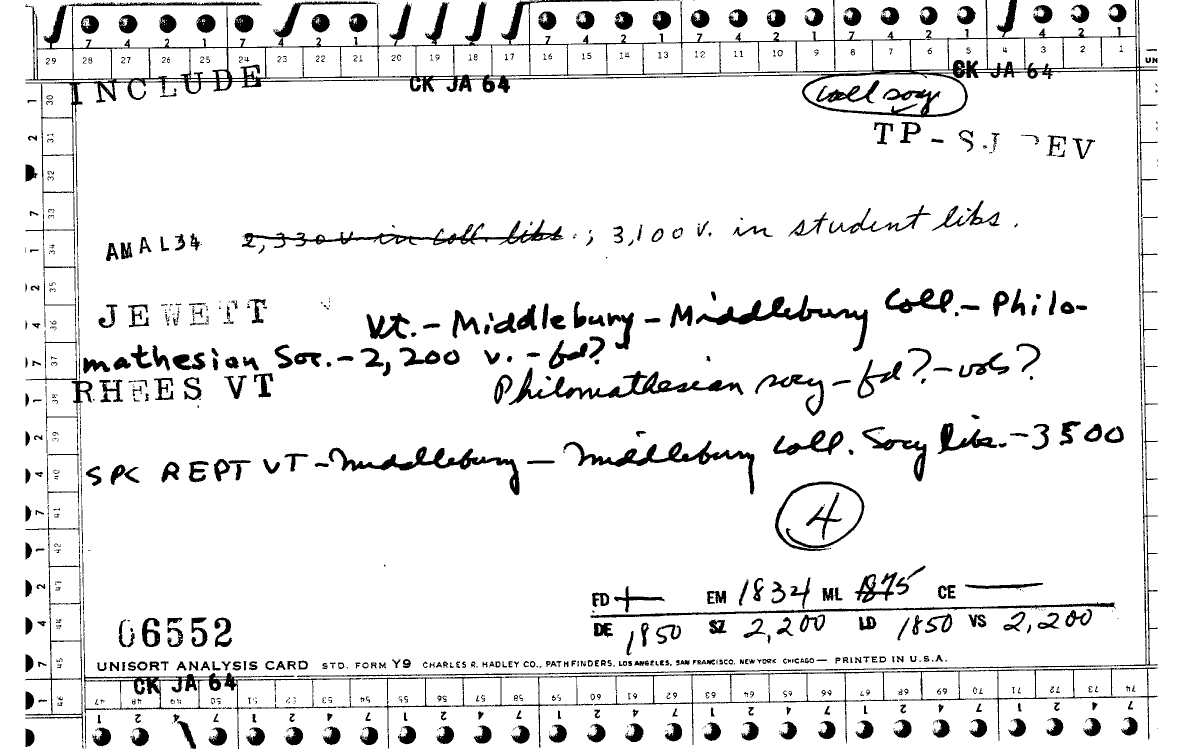 7 4 2 1 7 4 2 1 7 4 2 1 7 4 2 1 7 4 2 1 7 4 2 1
29 28 27 26 25 24 23 22 21 20 19 18 17 16 15 14 13 12 11 10 9 8 7 6 5 4 3 2 1 UN
INCLUDE CK JA 64 CK JA 64
coll socy
TP-SJ
AMAL34 2,330 v. in coll. libs.; 3,100 v. in student libs.
JEWETT Vt.-Middlebury-Middlebury Coll.-Philo-
mathesian Soc.-2,200 v.-fd?
RHEES VT Philomathesian socy-fd?-vols?
SPC REPT VT-Middlebury-Middlebury Coll. Socy libs.-3500
4
FD + EM 1834 ML 1875 CE —
06552 DE 1850 SZ 2,200 LD 1850 VS 2,200
UNISORT ANALYSIS CARD STD. FORM Y9 CHARLES R. HADLEY CO., PATHFINDERS, LOS ANGELES, SAN FRANCISCO, NEW YORK CHICAGO — PRINTED IN U.S.A.
CK JA 64